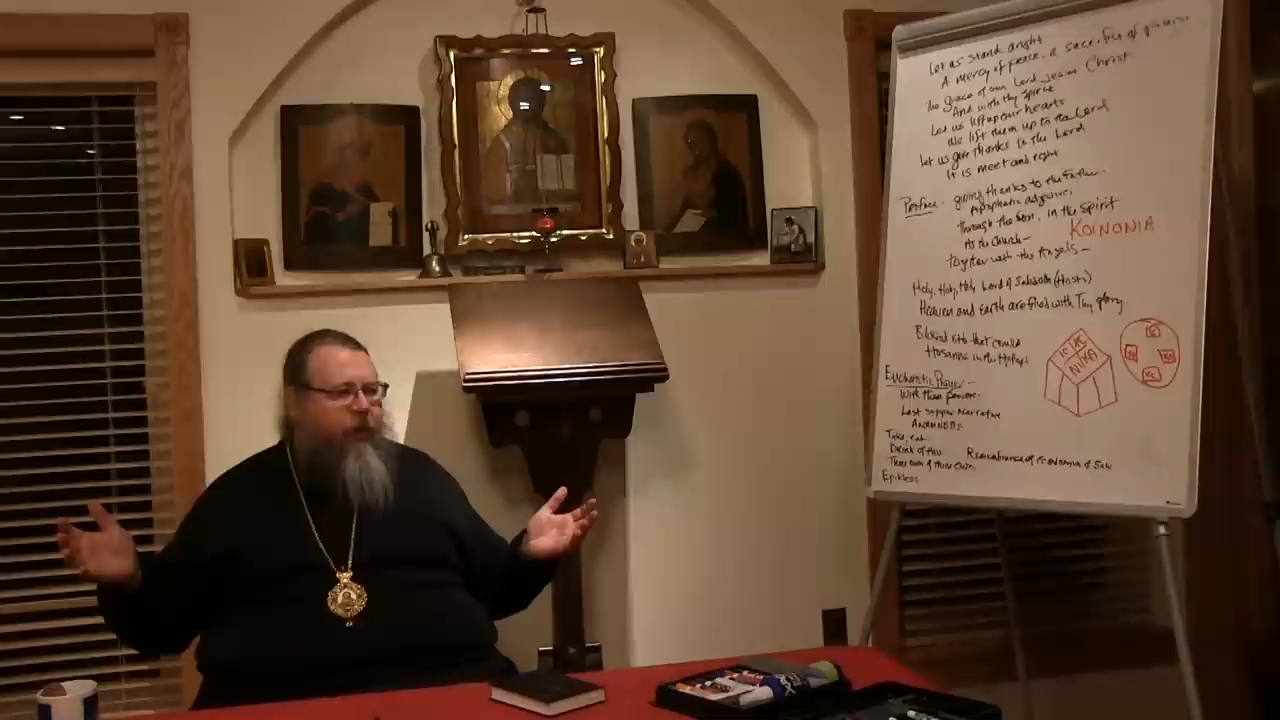 Let us stand aright
A mercy of peace - a sacrifice of
The grace of our Lord Jesus Christ
And with thy Spirit
Let us lift up our hearts
We lift them up to the Lord
Let us give thanks to the Lord
It is meet and right
Preface - giving thanks to the Father -
Apophatic
through the Son, in the Spirit
KOINONIA
As the Church -
together with the Angels -
Holy, Holy, Holy Lord of Sabaoth (Hosts)
Heaven and Earth are filled with Thy glory.
Blessed is he that comes
Hosanna in the Highest
IC XC
NI KA
IC
NI
KA
XC
Eucharistic Prayer -
With these powers -
Last supper Narrative
ANAMNESIS
Take, eat
Drink of this
Thine own of thine own
Remembrance of economia of